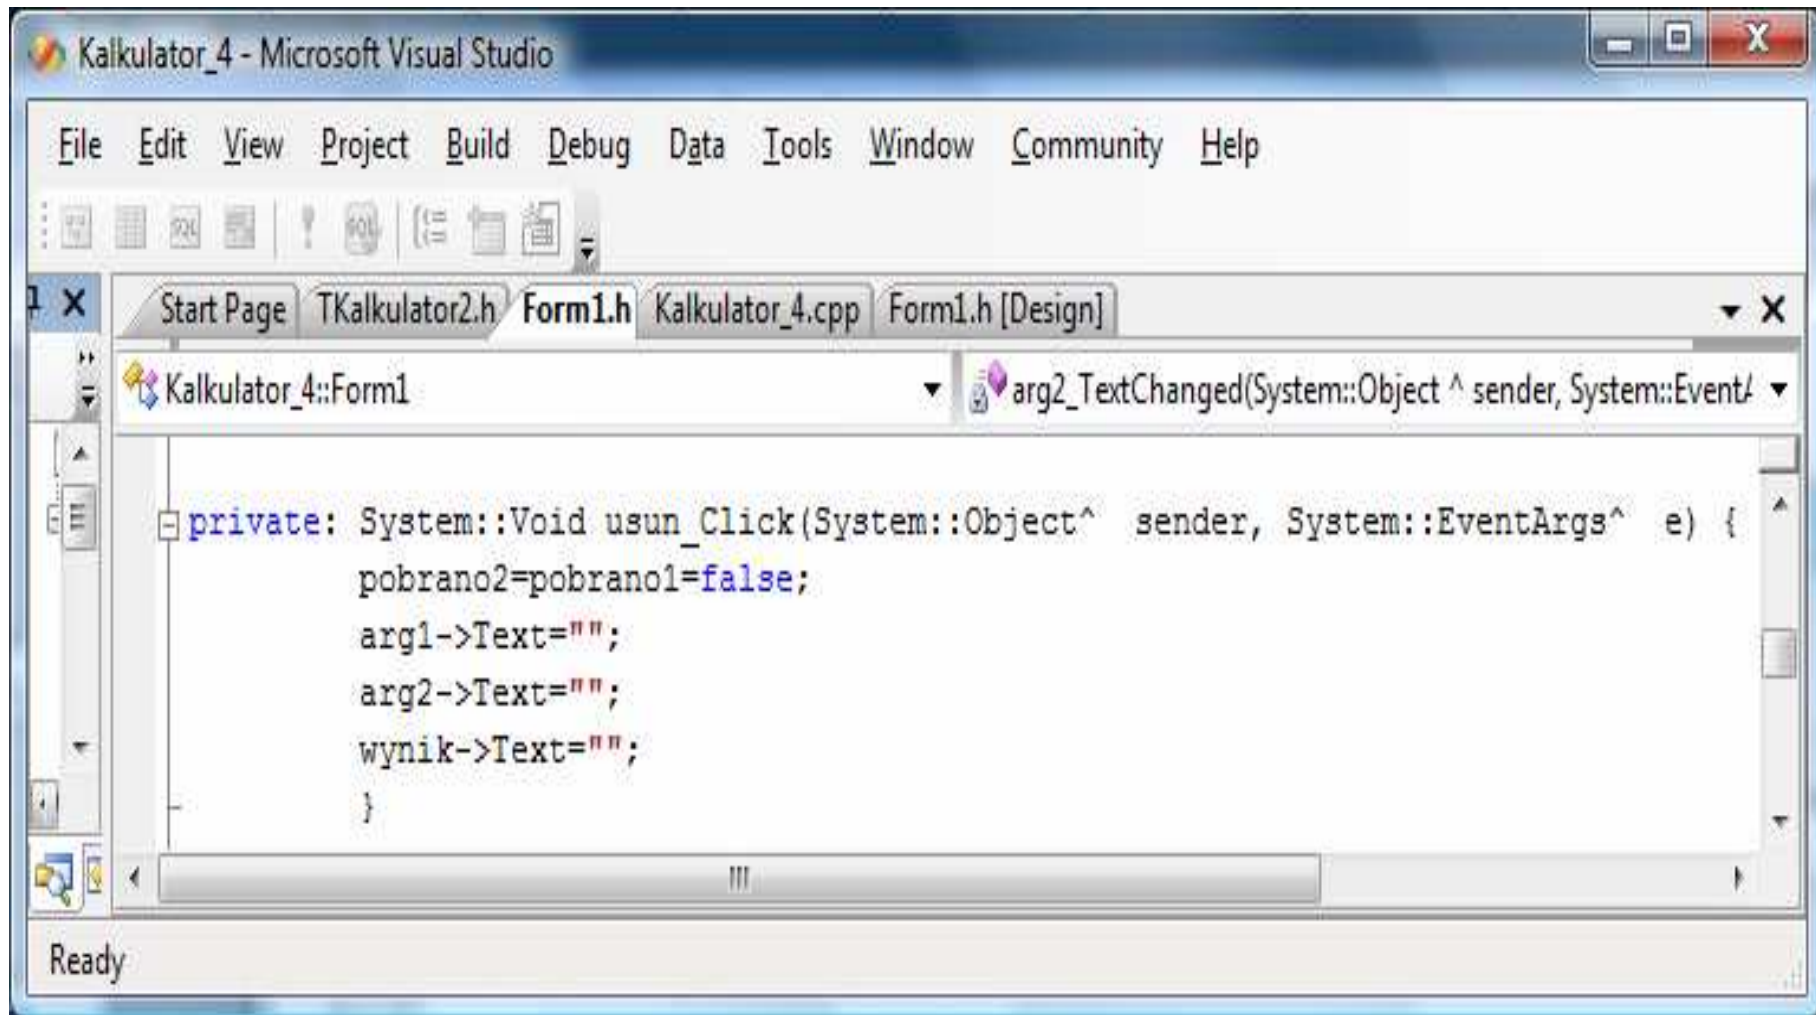 Kalkulator_4 - Microsoft Visual Studio
File Edit View Project Build Debug Data Tools Window Community Help
Start Page TKalkulator2.h Form1.h Kalkulator_4.cpp Form1.h [Design]
Kalkulator_4::Form1 arg2_TextChanged(System::Object ^ sender, System::Event
private: System::Void usun_Click(System::Object^ sender, System::EventArgs^ e) {
pobrano2=pobrano1=false;
arg1->Text="";
arg2->Text="";
wynik->Text="";
}
Ready